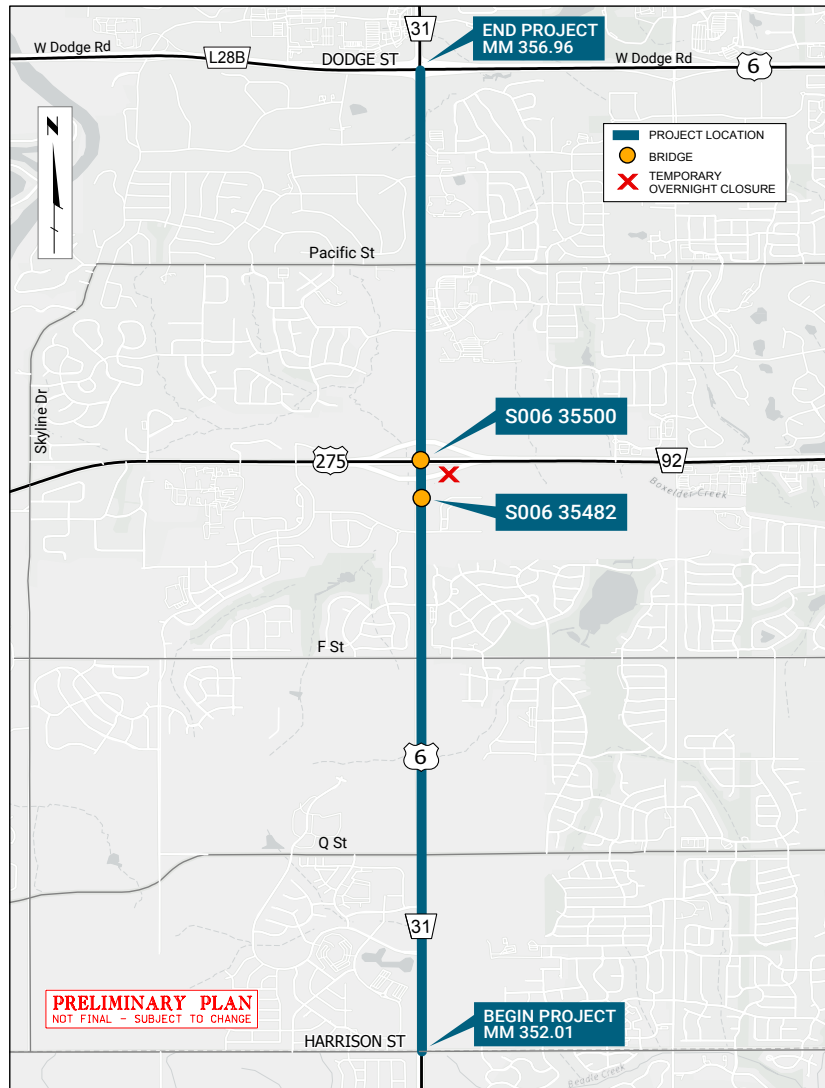 31
END PROJECT
MM 356.96
W Dodge Rd
L28B
DODGE ST
W Dodge Rd
6
N
PROJECT LOCATION
BRIDGE
TEMPORARY
OVERNIGHT CLOSURE
Pacific St
Skyline Dr
S006 35500
275
92
Boxelder Creek
S006 35482
F St
6
Q St
31
PRELIMINARY PLAN
NOT FINAL - SUBJECT TO CHANGE
BEGIN PROJECT
MM 352.01
HARRISON ST
Beadle Creek